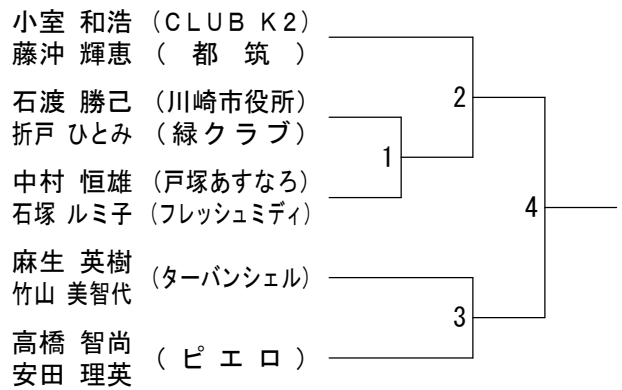 小室 和浩 (CLUB K2)
藤沖 輝恵 ( 都 筑 )
2
石渡 勝己 (川崎市役所)
折戸 ひとみ (緑クラブ)
1
中村 恒雄 (戸塚あすなろ)
石塚 ルミ子 (フレッシュミディ)
4
麻生 英樹
竹山 美智代 (ターバンシェル)
3
高橋 智尚
安田 理英 ( ピ エ ロ )